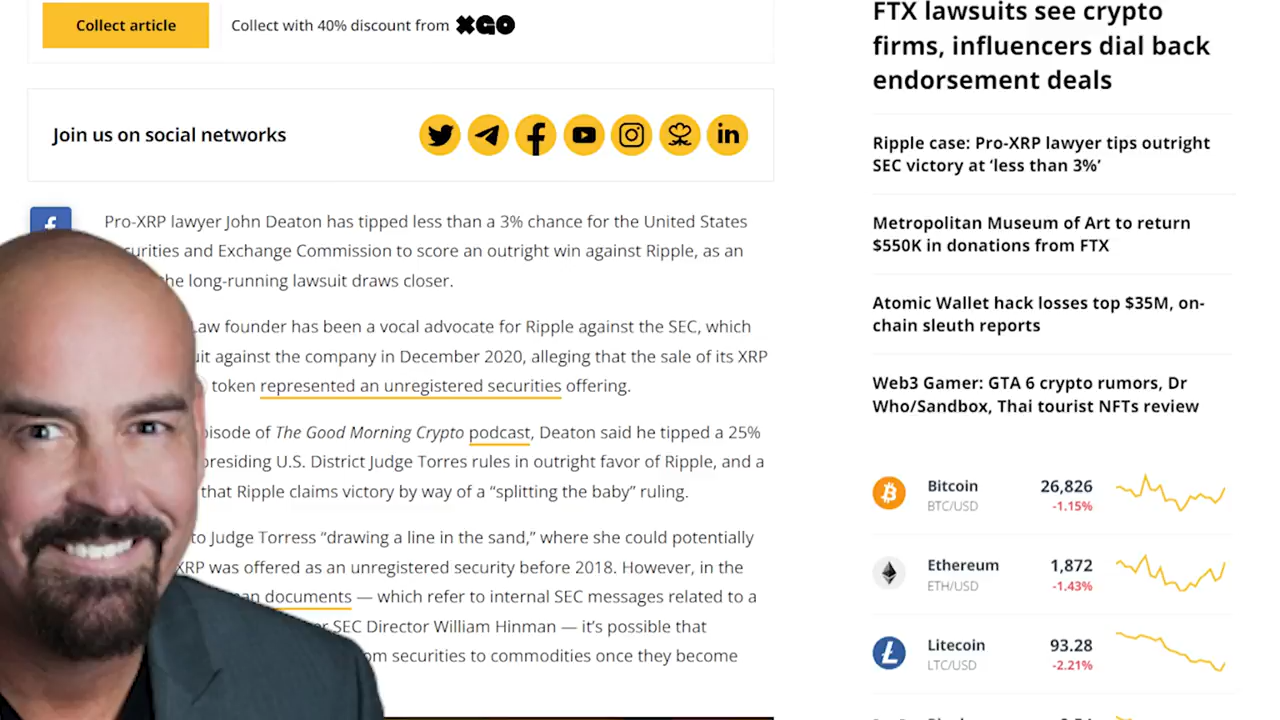 Collect article
Collect with 40% discount from XGO
Join us on social networks
Pro-XRP lawyer John Deaton has tipped less than a 3% chance for the United States
and Exchange Commission to score an outright win against Ripple, as an
the long-running lawsuit draws closer.
Law founder has been a vocal advocate for Ripple against the SEC, which
against the company in December 2020, alleging that the sale of its XRP
token represented an unregistered securities offering.
of The Good Morning Crypto podcast, Deaton said he tipped a 25%
presiding U.S. District Judge Torres rules in outright favor of Ripple, and a
that Ripple claims victory by way of a “splitting the baby” ruling.
to Judge Torress “drawing a line in the sand,” where she could potentially
XRP was offered as an unregistered security before 2018. However, in the
documents — which refer to internal SEC messages related to a
SEC Director William Hinman — it’s possible that
securities to commodities once they become
FTX lawsuits see crypto
firms, influencers dial back
endorsement deals
Ripple case: Pro-XRP lawyer tips outright
SEC victory at ‘less than 3%’
Metropolitan Museum of Art to return
$550K in donations from FTX
Atomic Wallet hack losses top $35M, on-
chain sleuth reports
Web3 Gamer: GTA 6 crypto rumors, Dr
Who/Sandbox, Thai tourist NFTs review
Bitcoin 26,826
BTC/USD -1.15%
Ethereum 1,872
ETH/USD -1.43%
Litecoin 93.28
LTC/USD -2.21%